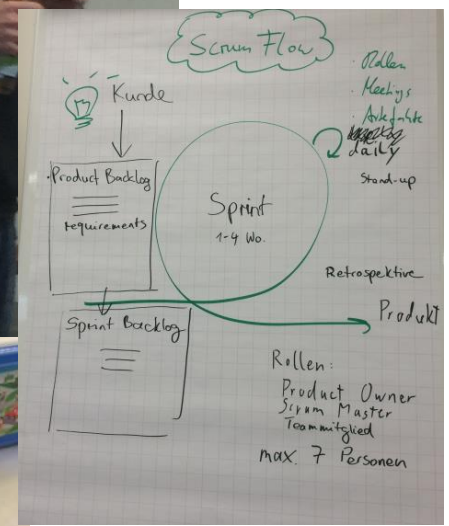 Scrum Flow
Kunde
· Rollen
· Meetings
· Artefakte
daily
Stand-up
Product Backlog
requirements
Sprint
1-4 Wo.
Retrospektive
Produkt
Sprint Backlog
Rollen:
Product Owner
Scrum Master
Teammitglied
max. 7 Personen